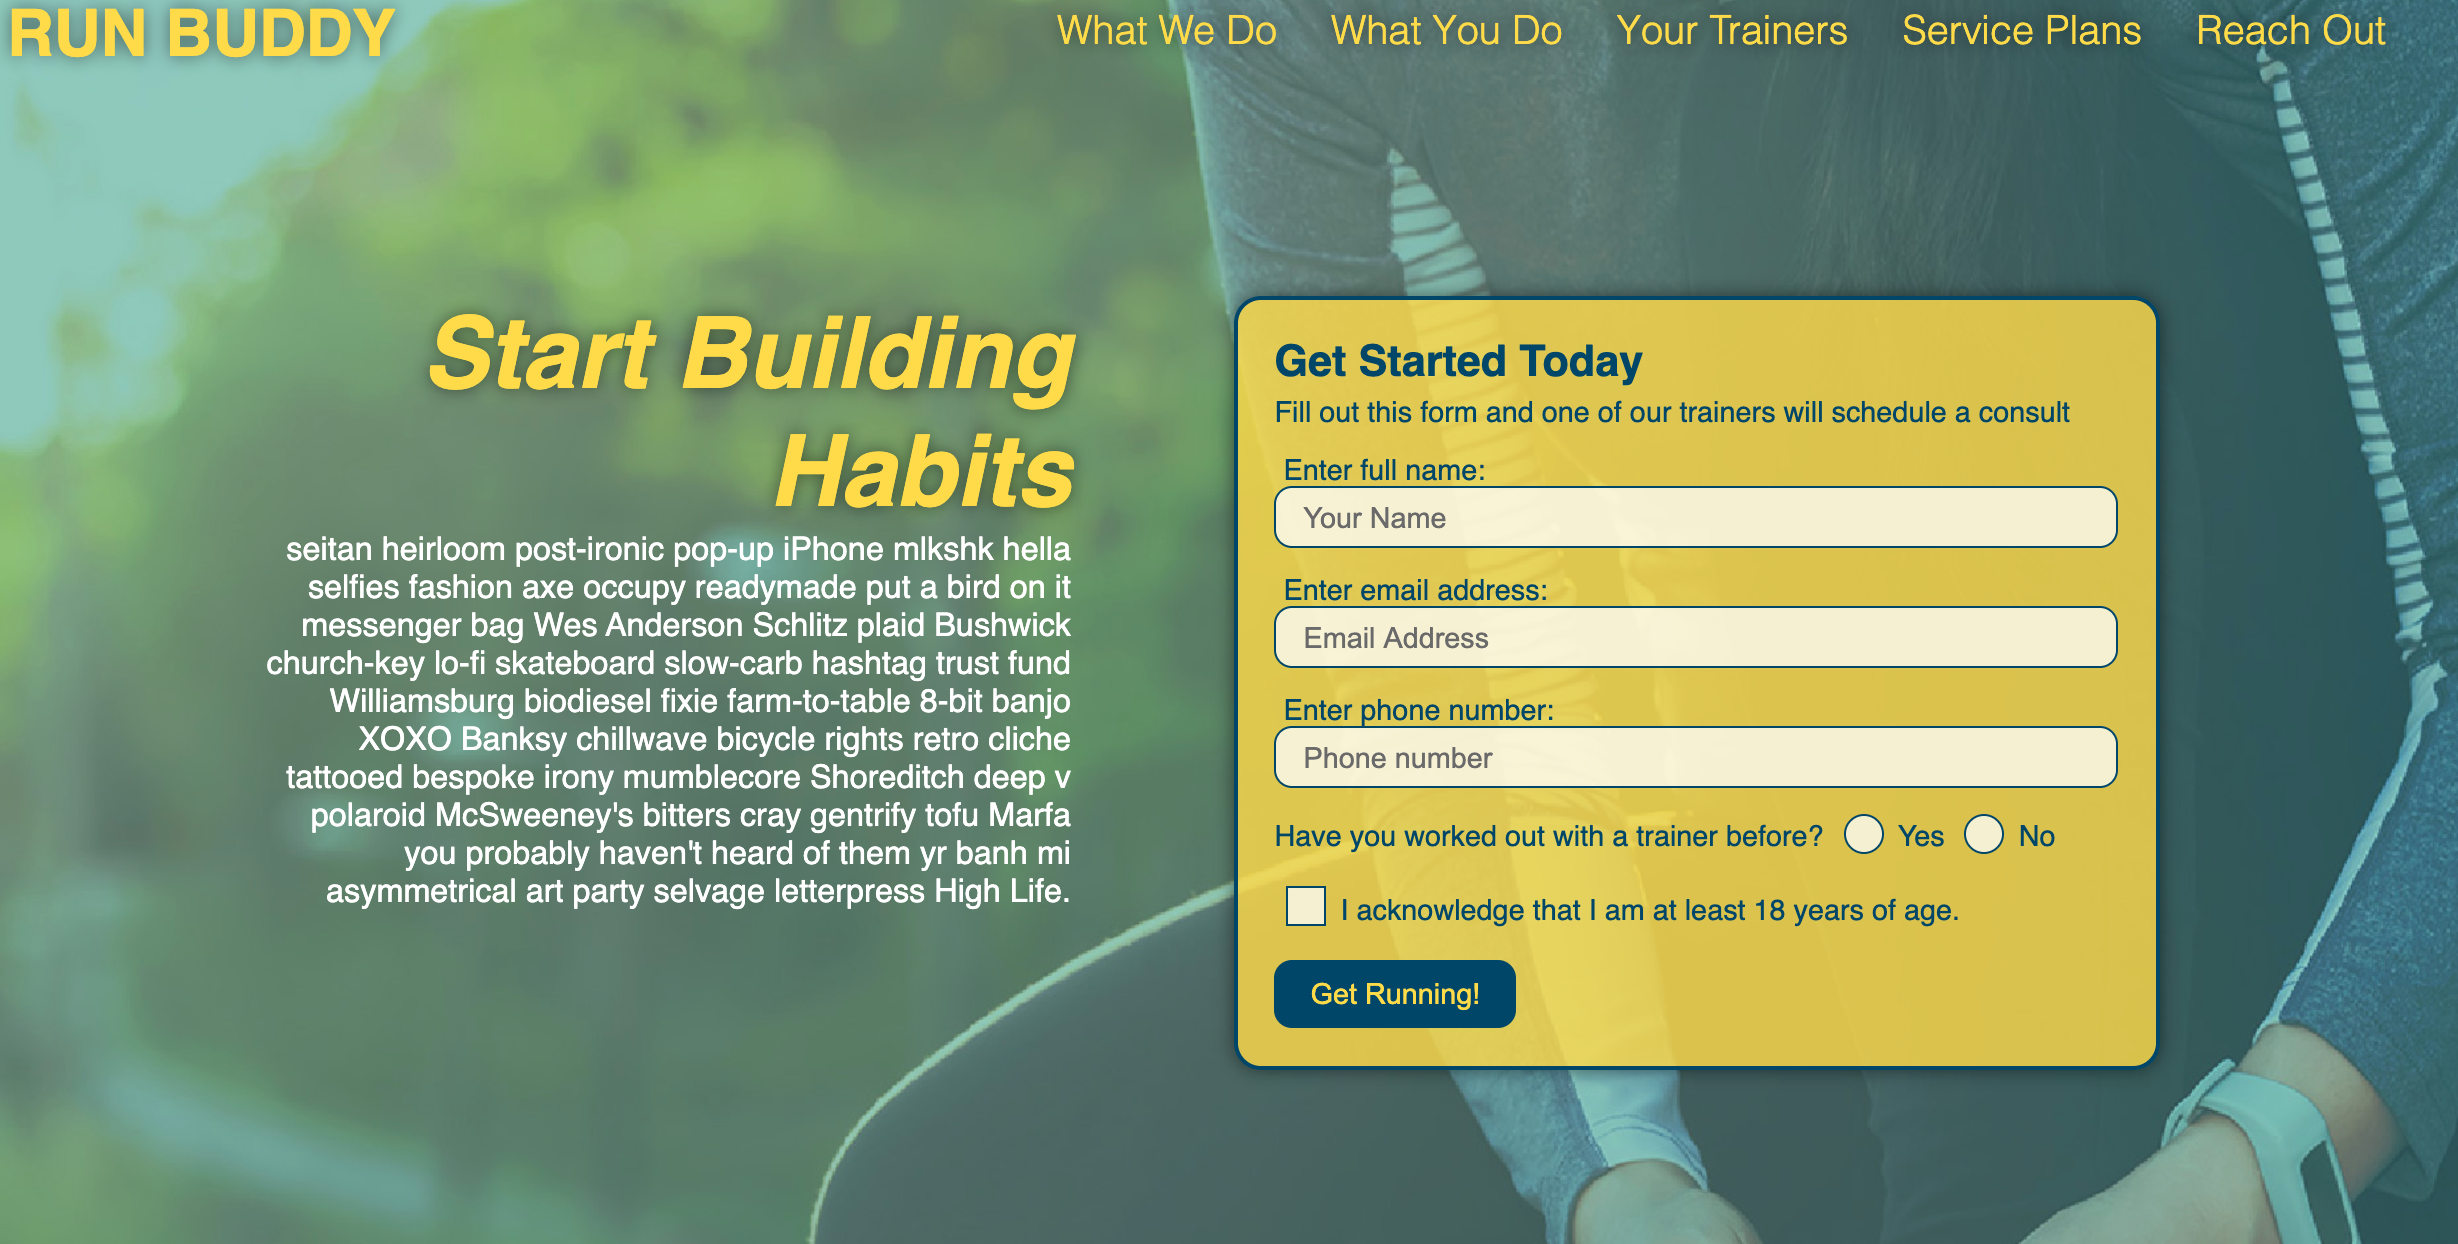 RUN BUDDY
What We Do What You Do Your Trainers Service Plans Reach Out
Start Building
Habits
seitan heirloom post-ironic pop-up iPhone mlkshk hella
selfies fashion axe occupy readymade put a bird on it
messenger bag Wes Anderson Schlitz plaid Bushwick
church-key lo-fi skateboard slow-carb hashtag trust fund
Williamsburg biodiesel fixie farm-to-table 8-bit banjo
XOXO Banksy chillwave bicycle rights retro cliche
tattooed bespoke irony mumblecore Shoreditch deep v
polaroid McSweeney's bitters cray gentrify tofu Marfa
you probably haven't heard of them yr banh mi
asymmetrical art party selvage letterpress High Life.
Get Started Today
Fill out this form and one of our trainers will schedule a consult
Enter full name:
Your Name
Enter email address:
Email Address
Enter phone number:
Phone number
Have you worked out with a trainer before? Yes No
I acknowledge that I am at least 18 years of age.
Get Running!